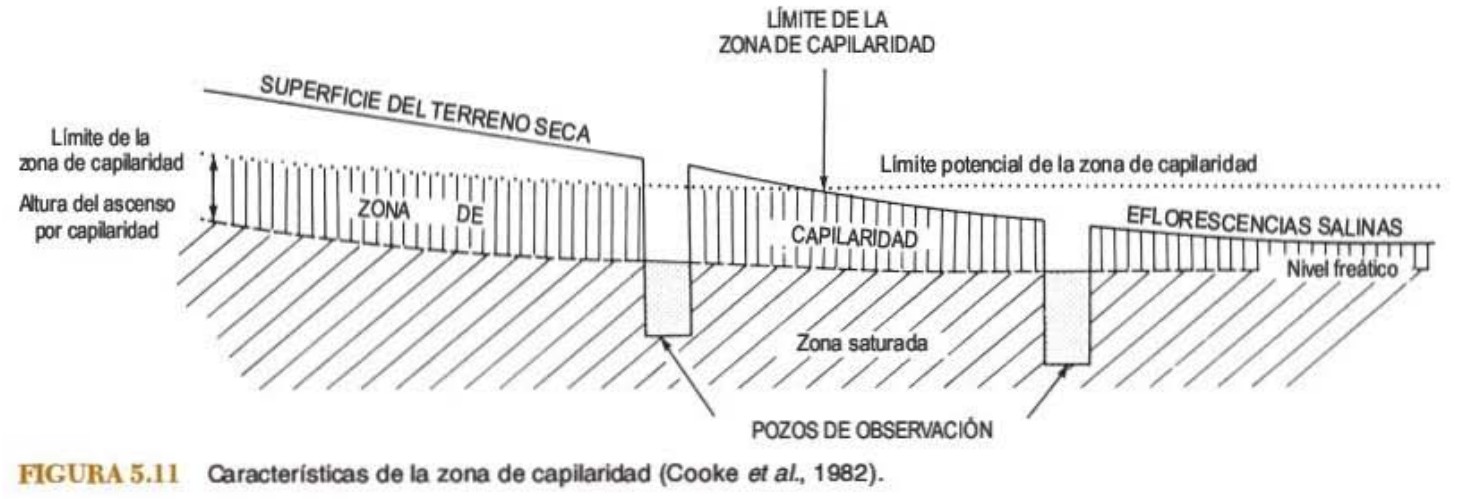 LÍMITE DE LA
ZONA DE CAPILARIDAD
SUPERFICIE DEL TERRENO SECA
Límite de la
zona de capilaridad
Límite potencial de la zona de capilaridad
Altura del ascenso
por capilaridad
ZONA DE
CAPILARIDAD
EFLORESCENCIAS SALINAS
Nivel freático
Zona saturada
POZOS DE OBSERVACIÓN
FIGURA 5.11 Características de la zona de capilaridad (Cooke et al., 1982).